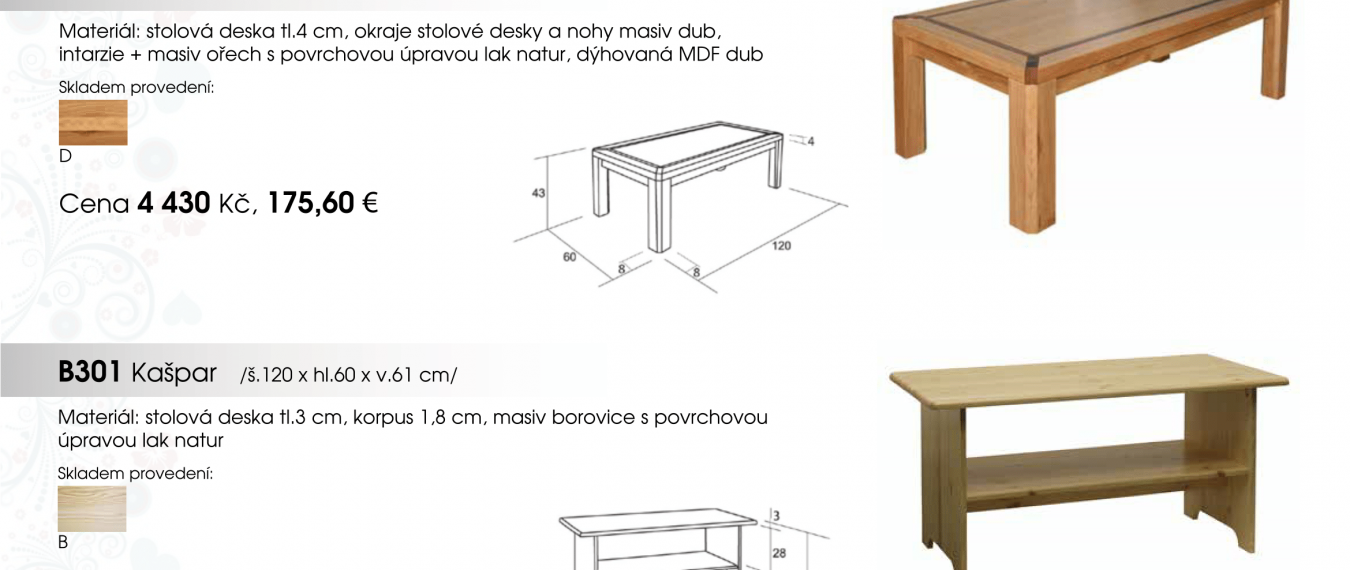 Materiál: stolová deska tl.4 cm, okraje stolové desky a nohy masiv dub,
intarzie + masiv ořech s povrchovou úpravou lak natur, dýhovaná MDF dub
Skladem provedení:
D
Cena 4 430 Kč, 175,60 €
4
43
60
8
8
120
B301 Kašpar /š.120 x hl.60 x v.61 cm/
Materiál: stolová deska tl.3 cm, korpus 1,8 cm, masiv borovice s povrchovou
úpravou lak natur
Skladem provedení:
B
3
28